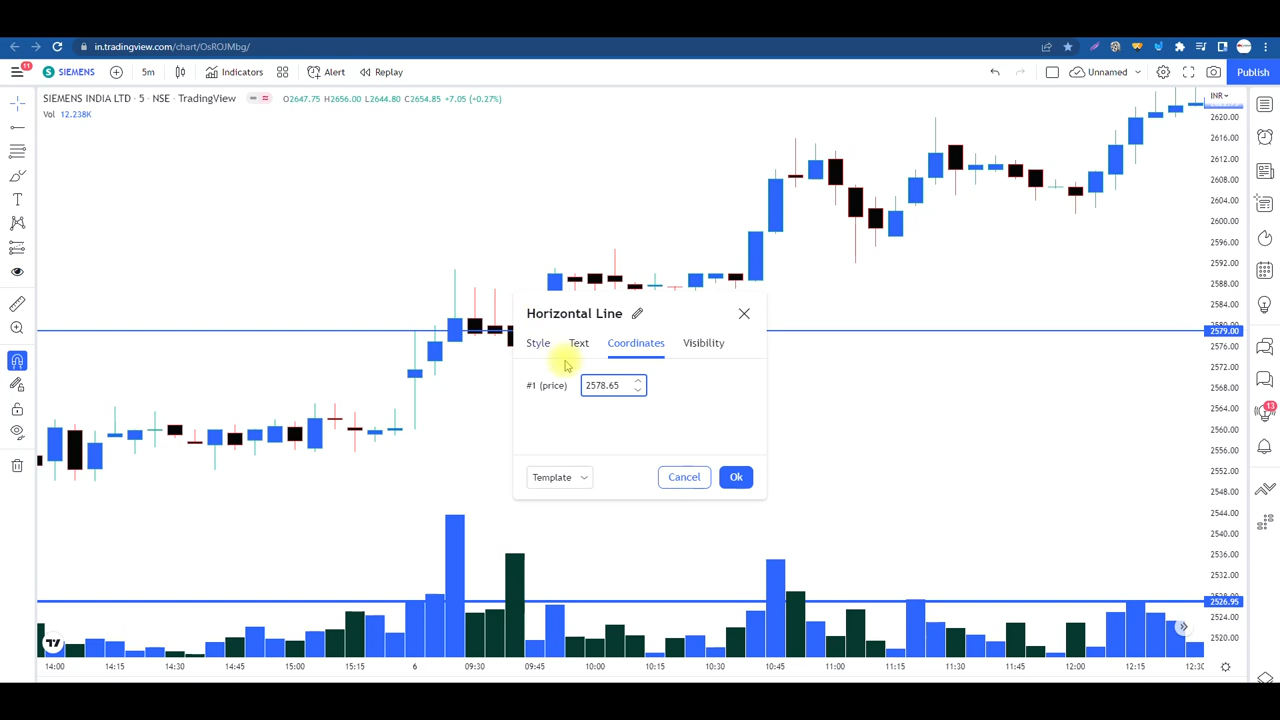 in.tradingview.com/chart/OsROJMbg/
11
S SIEMENS
5m
Indicators
Alert
Replay
Unnamed
Publish
SIEMENS INDIA LTD · 5 · NSE · TradingView
O2647.75 H2656.00 L2644.80 C2654.85 +7.05 (+0.27%)
Vol 12.238K
INR
2620.00
2616.00
2612.00
2608.00
2604.00
2600.00
2596.00
2592.00
2588.00
2584.00
2579.00
2576.00
2572.00
2568.00
2564.00
2560.00
2556.00
2552.00
2548.00
2544.00
2540.00
2536.00
2532.00
2528.00
2526.95
2520.00
Horizontal Line
Style Text Coordinates Visibility
#1 (price) 2578.65
Template
Cancel
Ok
13
14:00 14:15 14:30 14:45 15:00 15:15 6 09:30 09:45 10:00 10:15 10:30 10:45 11:00 11:15 11:30 11:45 12:00 12:15 12:30